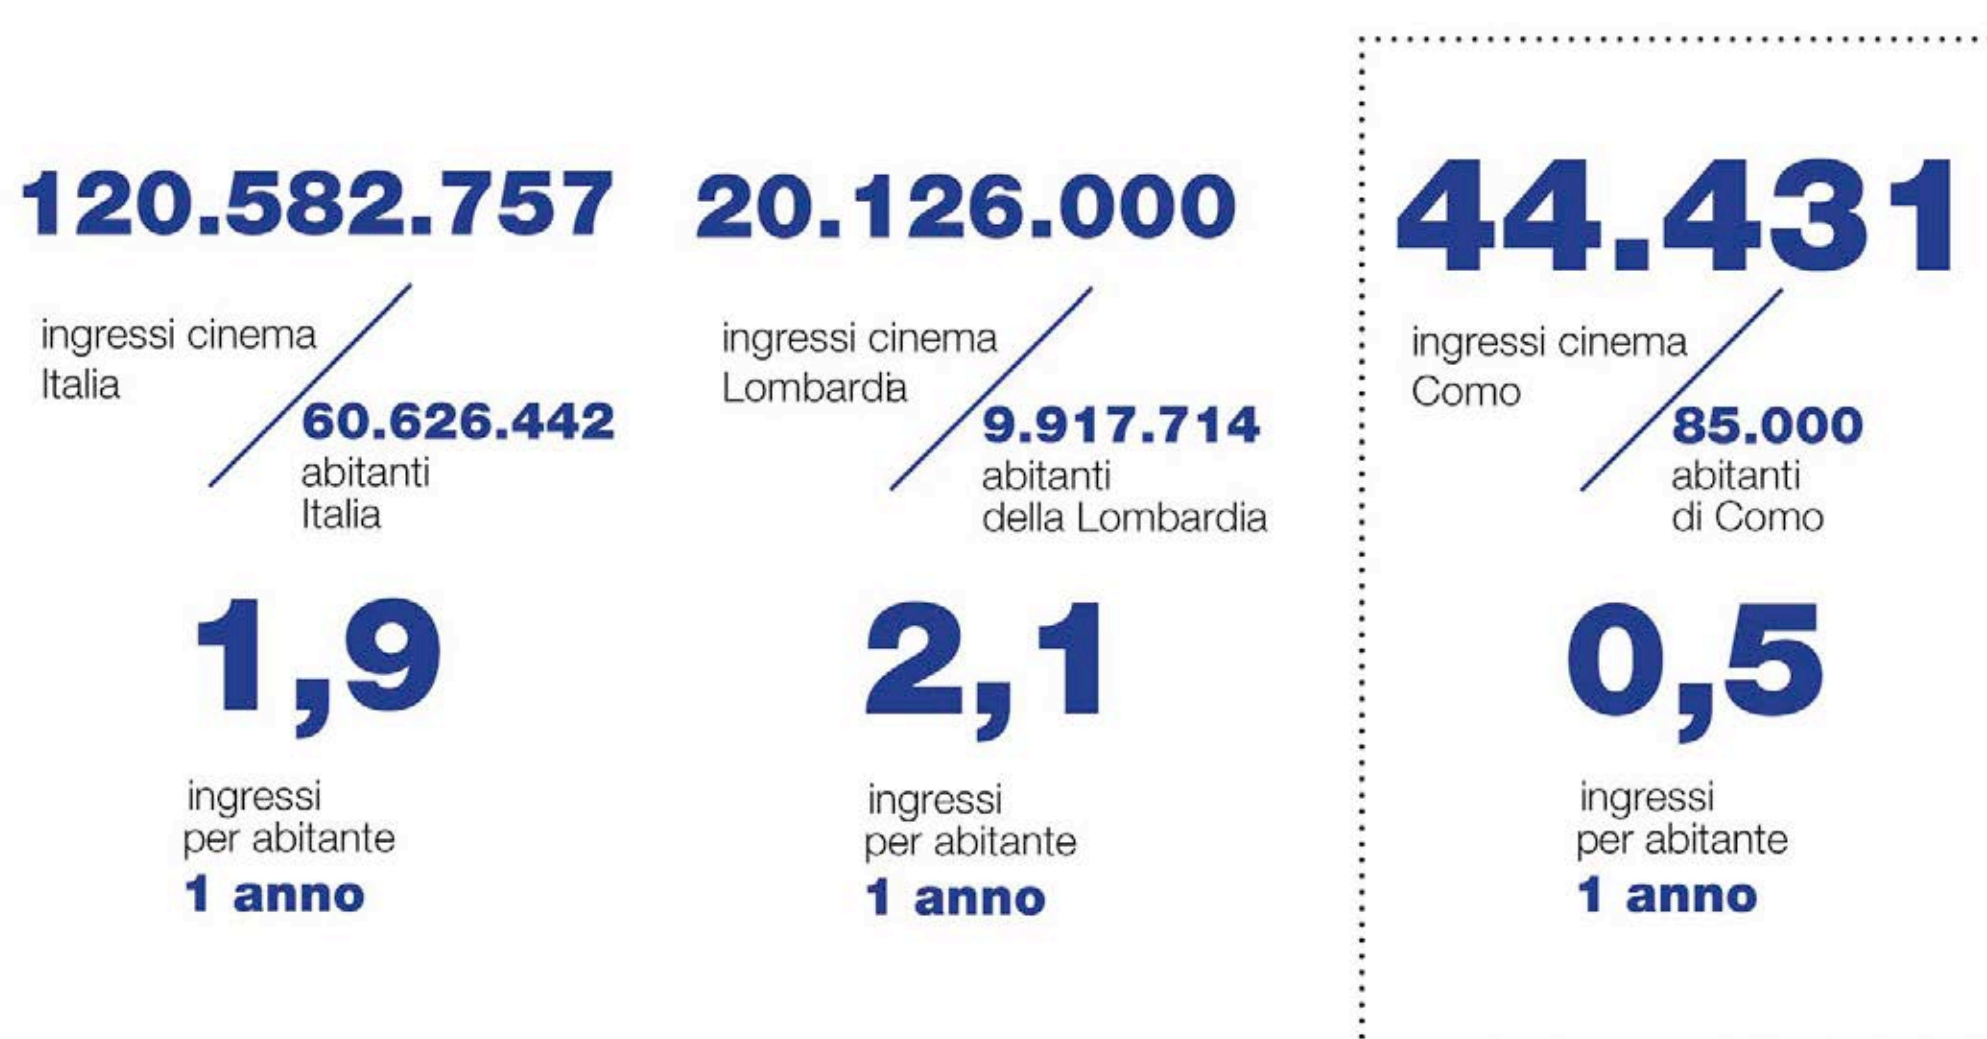 120.582.757
ingressi cinema
Italia
60.626.442
abitanti
Italia
1,9
ingressi
per abitante
1 anno
20.126.000
ingressi cinema
Lombardia
9.917.714
abitanti
della Lombardia
2,1
ingressi
per abitante
1 anno
44.431
ingressi cinema
Como
85.000
abitanti
di Como
0,5
ingressi
per abitante
1 anno